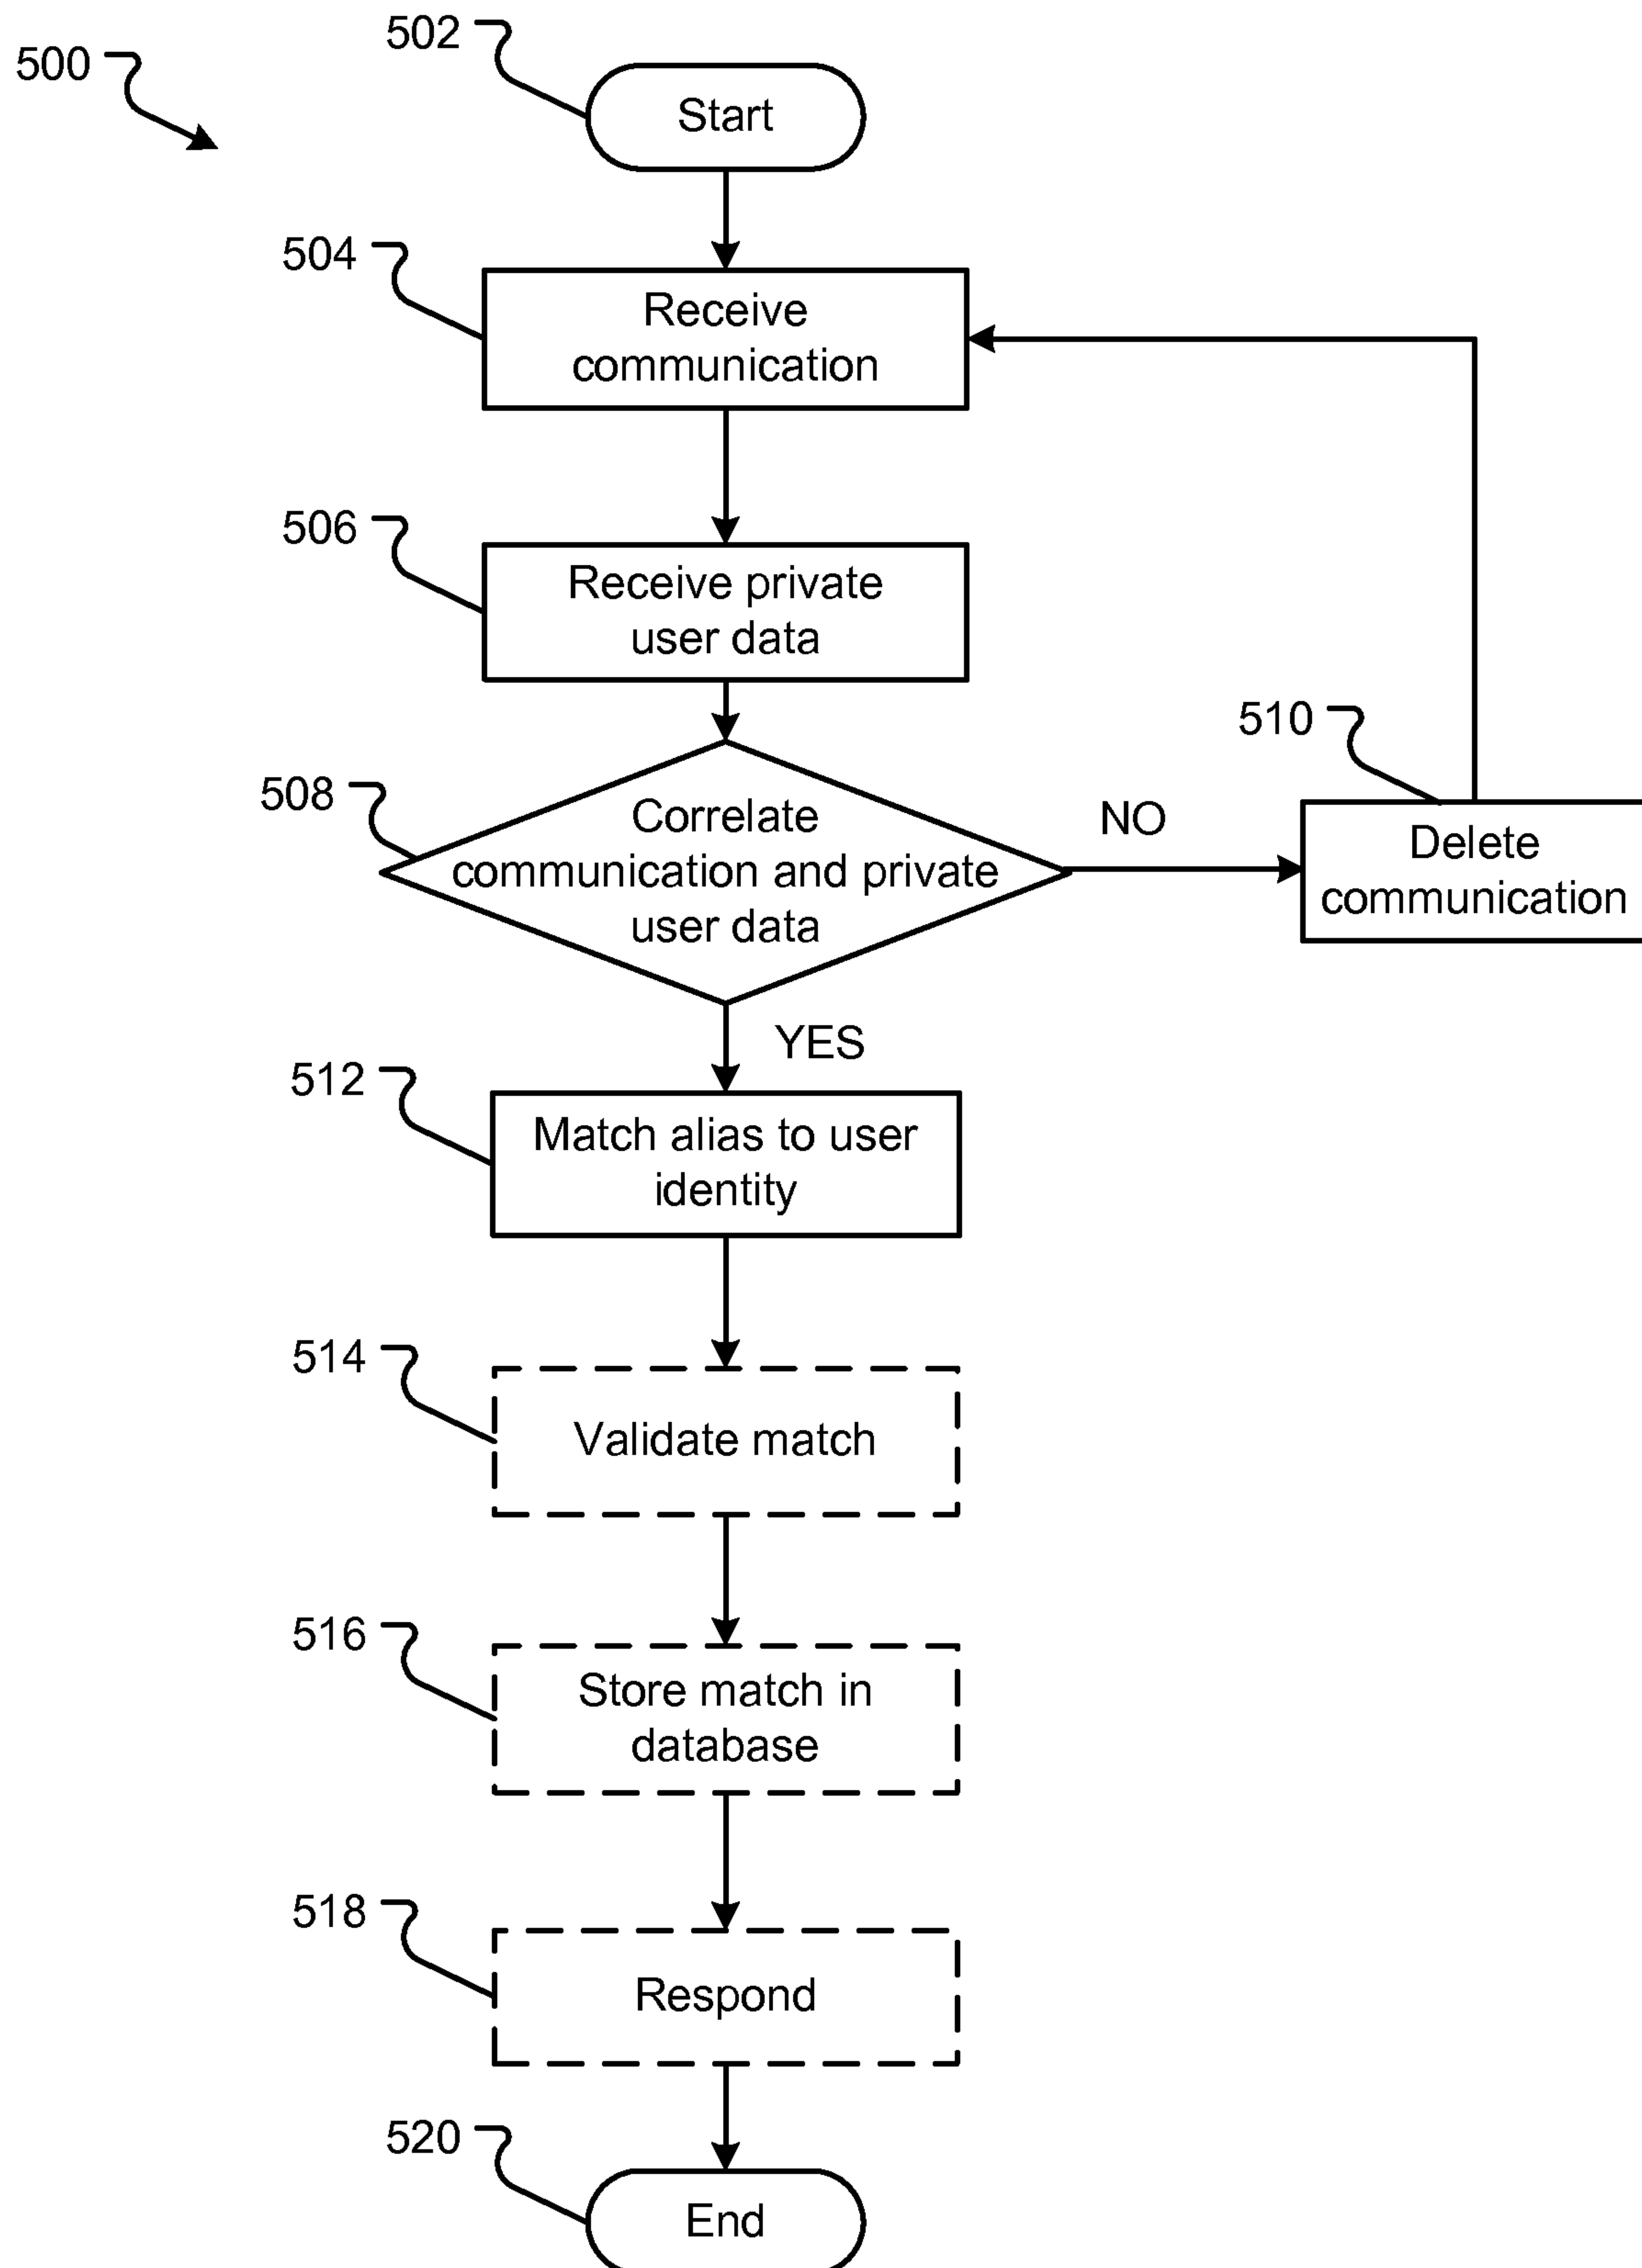 500
502
Start
504
Receive
communication
506
Receive private
user data
508
Correlate
communication and private
user data
NO
510
Delete
communication
YES
512
Match alias to user
identity
514
Validate match
516
Store match in
database
518
Respond
520
End